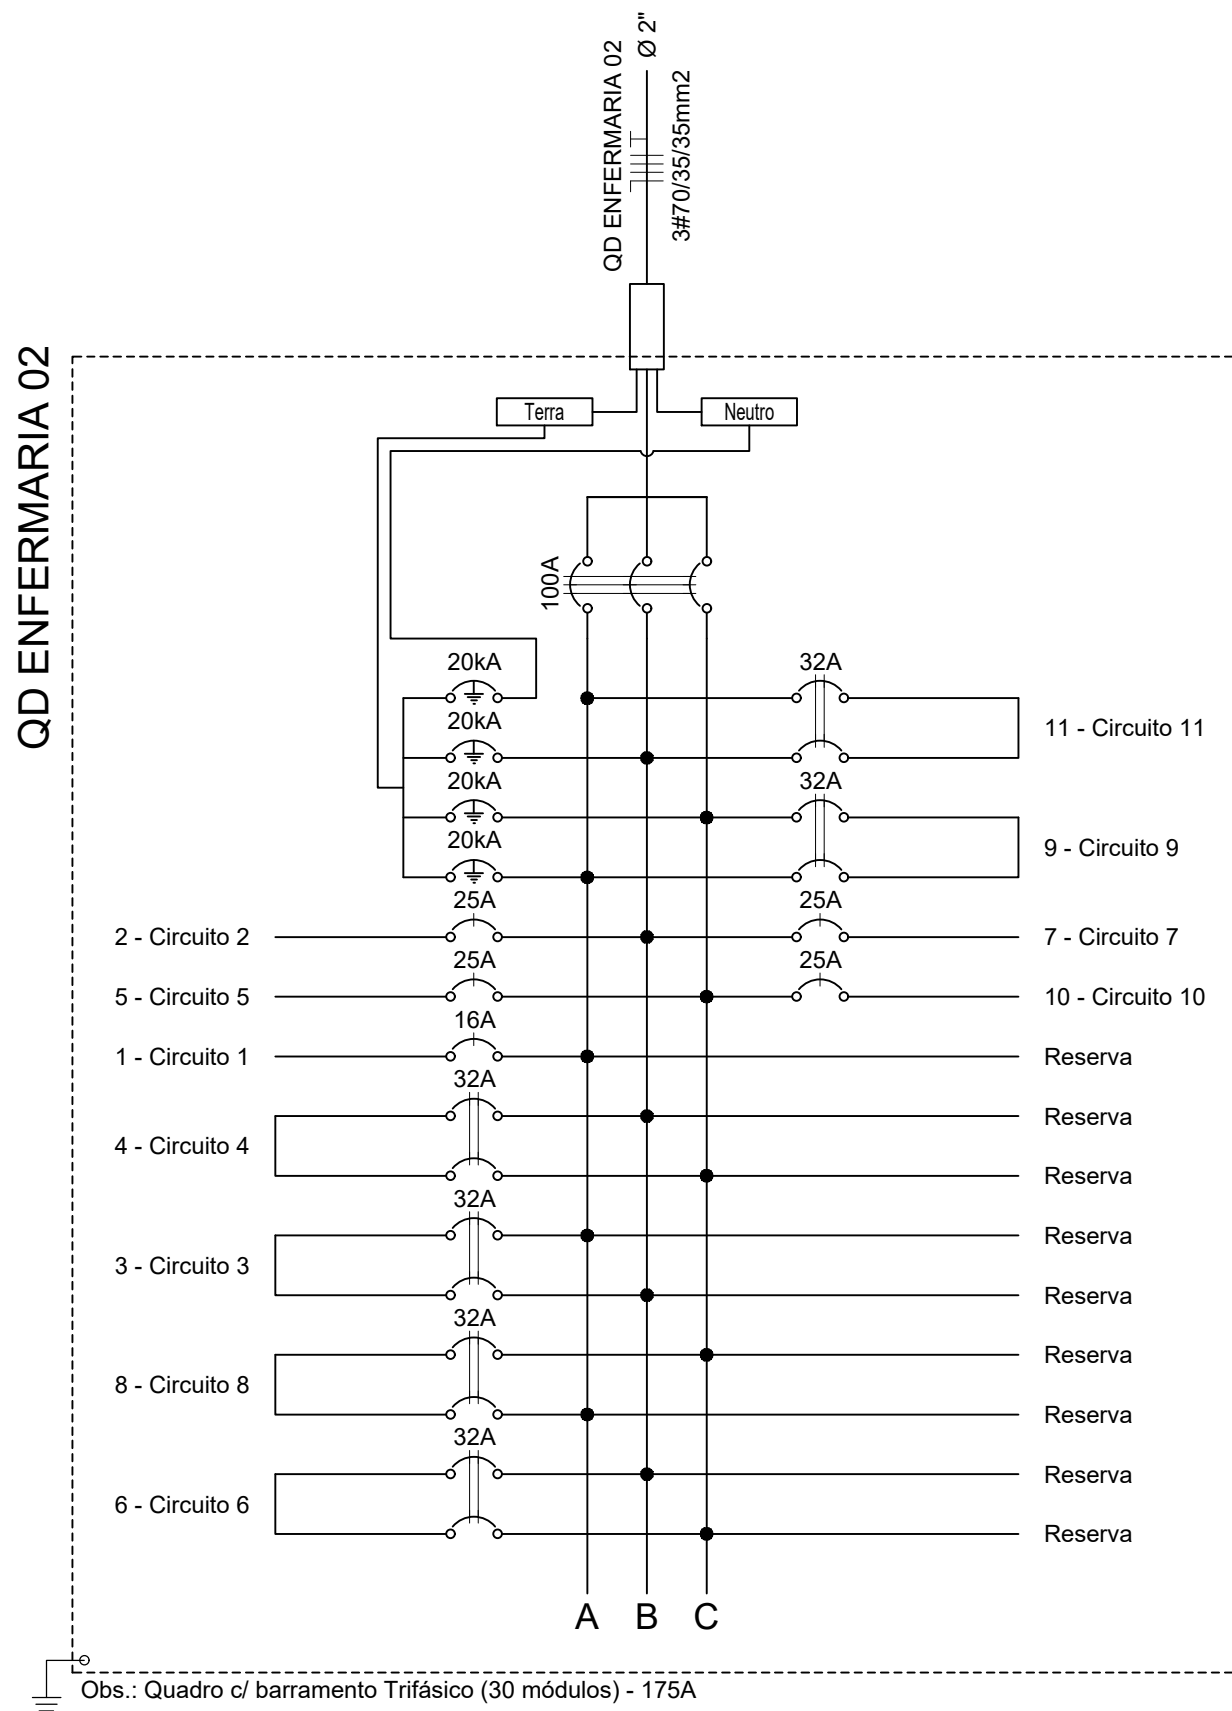 QD ENFERMARIA 02
Ø 2"
3#70/35/35mm2
QD ENFERMARIA 02
Terra
Neutro
100A
20kA
32A
20kA
11 - Circuito 11
20kA
32A
20kA
9 - Circuito 9
25A
25A
2 - Circuito 2
7 - Circuito 7
25A
25A
5 - Circuito 5
10 - Circuito 10
16A
1 - Circuito 1
Reserva
32A
Reserva
4 - Circuito 4
Reserva
32A
Reserva
3 - Circuito 3
Reserva
32A
Reserva
8 - Circuito 8
Reserva
32A
Reserva
6 - Circuito 6
Reserva
A B C
Obs.: Quadro c/ barramento Trifásico (30 módulos) - 175A